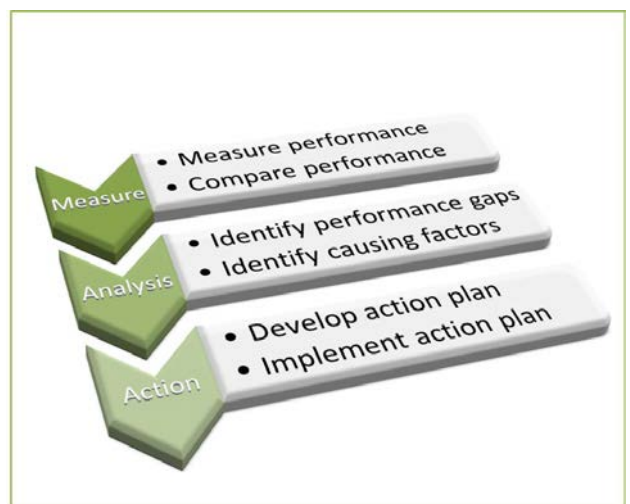 Measure
• Measure performance
• Compare performance
Analysis
• Identify performance gaps
• Identify causing factors
Action
• Develop action plan
• Implement action plan